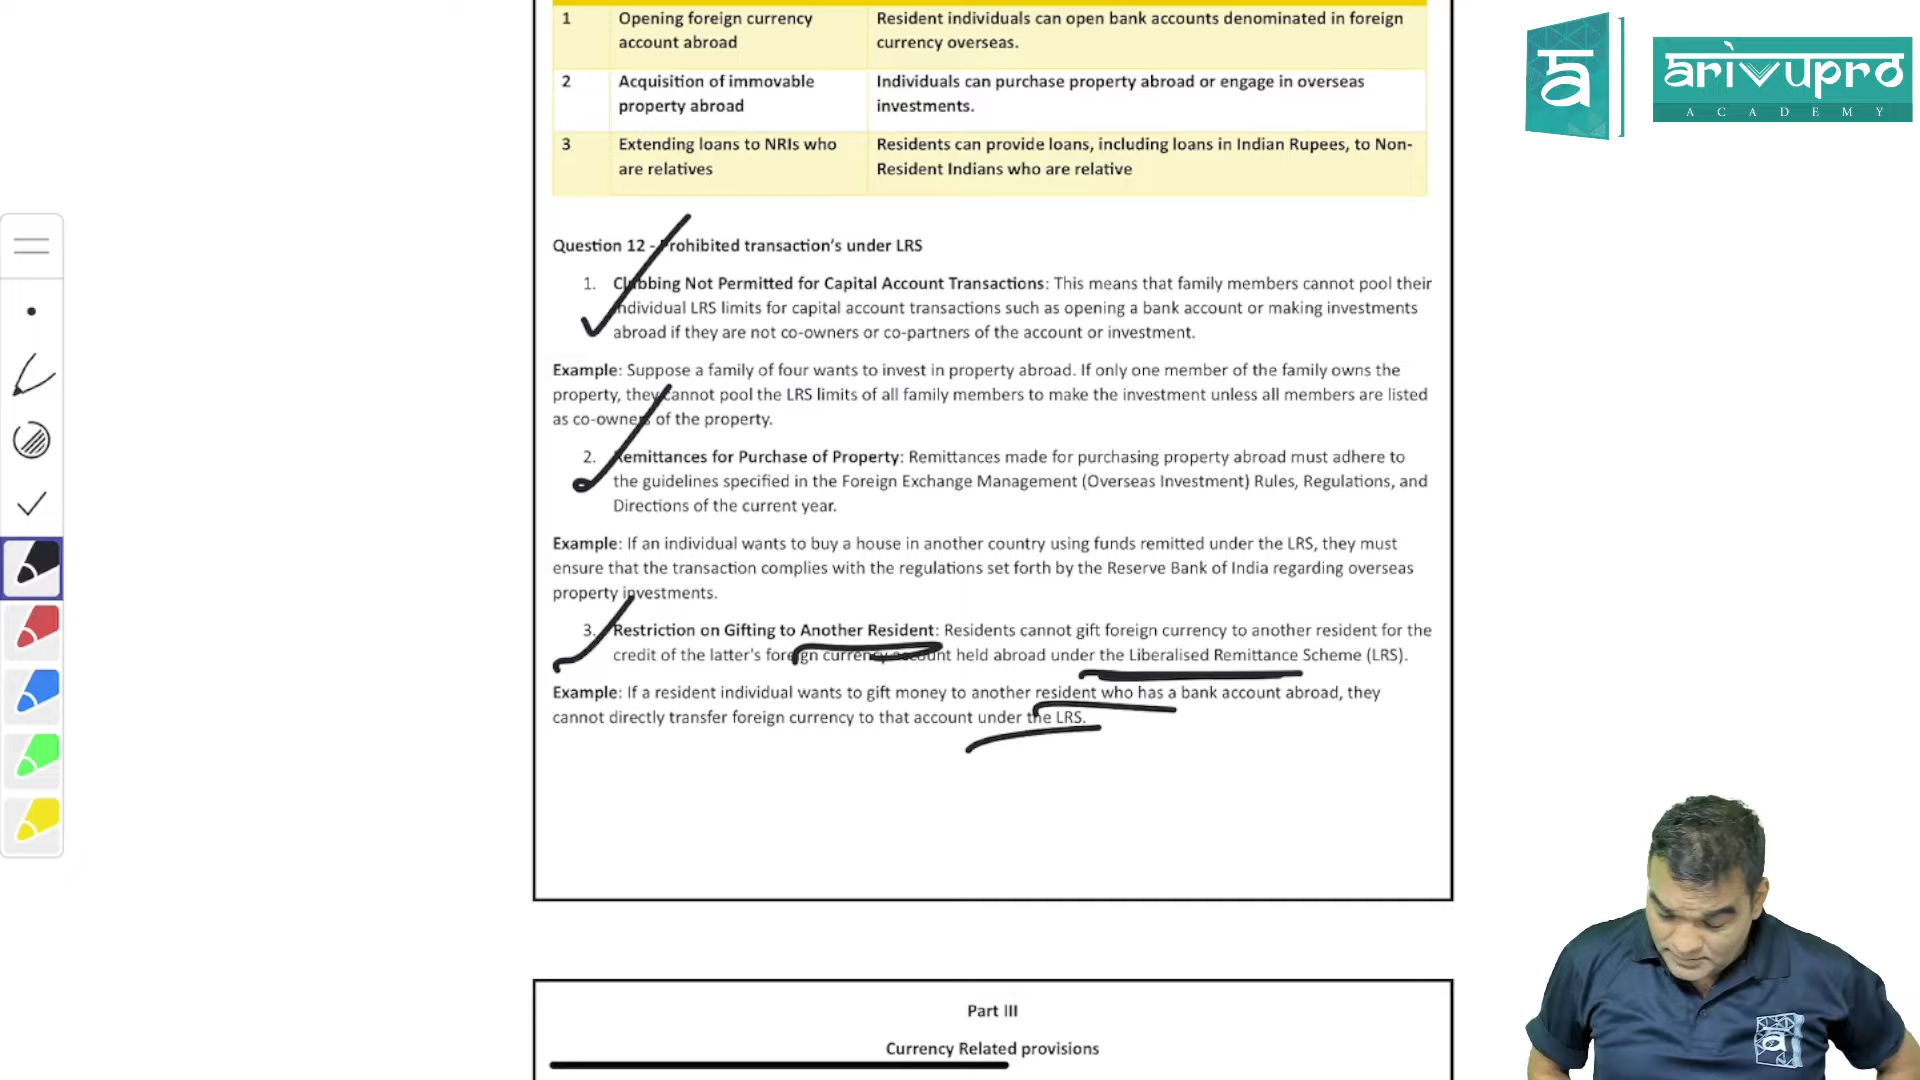 1 Opening foreign currency account abroad Resident individuals can open bank accounts denominated in foreign currency overseas.
2 Acquisition of immovable property abroad Individuals can purchase property abroad or engage in overseas investments.
3 Extending loans to NRIs who are relatives Residents can provide loans, including loans in Indian Rupees, to Non-Resident Indians who are relative
Question 12 - Prohibited transaction's under LRS
1. Clubbing Not Permitted for Capital Account Transactions: This means that family members cannot pool their
individual LRS limits for capital account transactions such as opening a bank account or making investments
abroad if they are not co-owners or co-partners of the account or investment.
Example: Suppose a family of four wants to invest in property abroad. If only one member of the family owns the
property, they cannot pool the LRS limits of all family members to make the investment unless all members are listed
as co-owners of the property.
2. Remittances for Purchase of Property: Remittances made for purchasing property abroad must adhere to
the guidelines specified in the Foreign Exchange Management (Overseas Investment) Rules, Regulations, and
Directions of the current year.
Example: If an individual wants to buy a house in another country using funds remitted under the LRS, they must
ensure that the transaction complies with the regulations set forth by the Reserve Bank of India regarding overseas
property investments.
3. Restriction on Gifting to Another Resident: Residents cannot gift foreign currency to another resident for the
credit of the latter's foreign currency account held abroad under the Liberalised Remittance Scheme (LRS).
Example: If a resident individual wants to gift money to another resident who has a bank account abroad, they
cannot directly transfer foreign currency to that account under the LRS.
Part III
Currency Related provisions
arivupro
ACADEMY